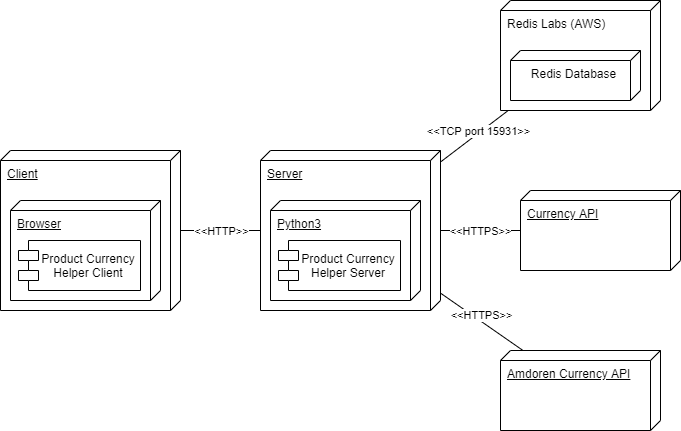 Redis Labs (AWS)
Redis Database
<<TCP port 15931>>
Client
Browser
Product Currency
Helper Client
<<HTTP>>
Server
Python3
Product Currency
Helper Server
<<HTTPS>>
Currency API
<<HTTPS>>
Amdoren Currency API